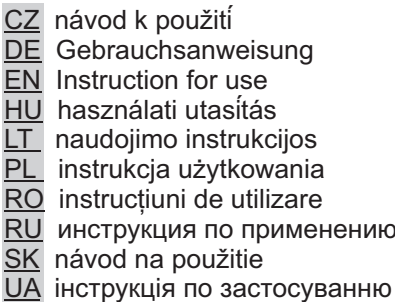 CZ návod k použití
DE Gebrauchsanweisung
EN Instruction for use
HU használati utasítás
LT naudojimo instrukcijos
PL instrukcja użytkowania
RO instrucțiuni de utilizare
RU инструкция по применению
SK návod na použitie
UA інструкція по застосуванню